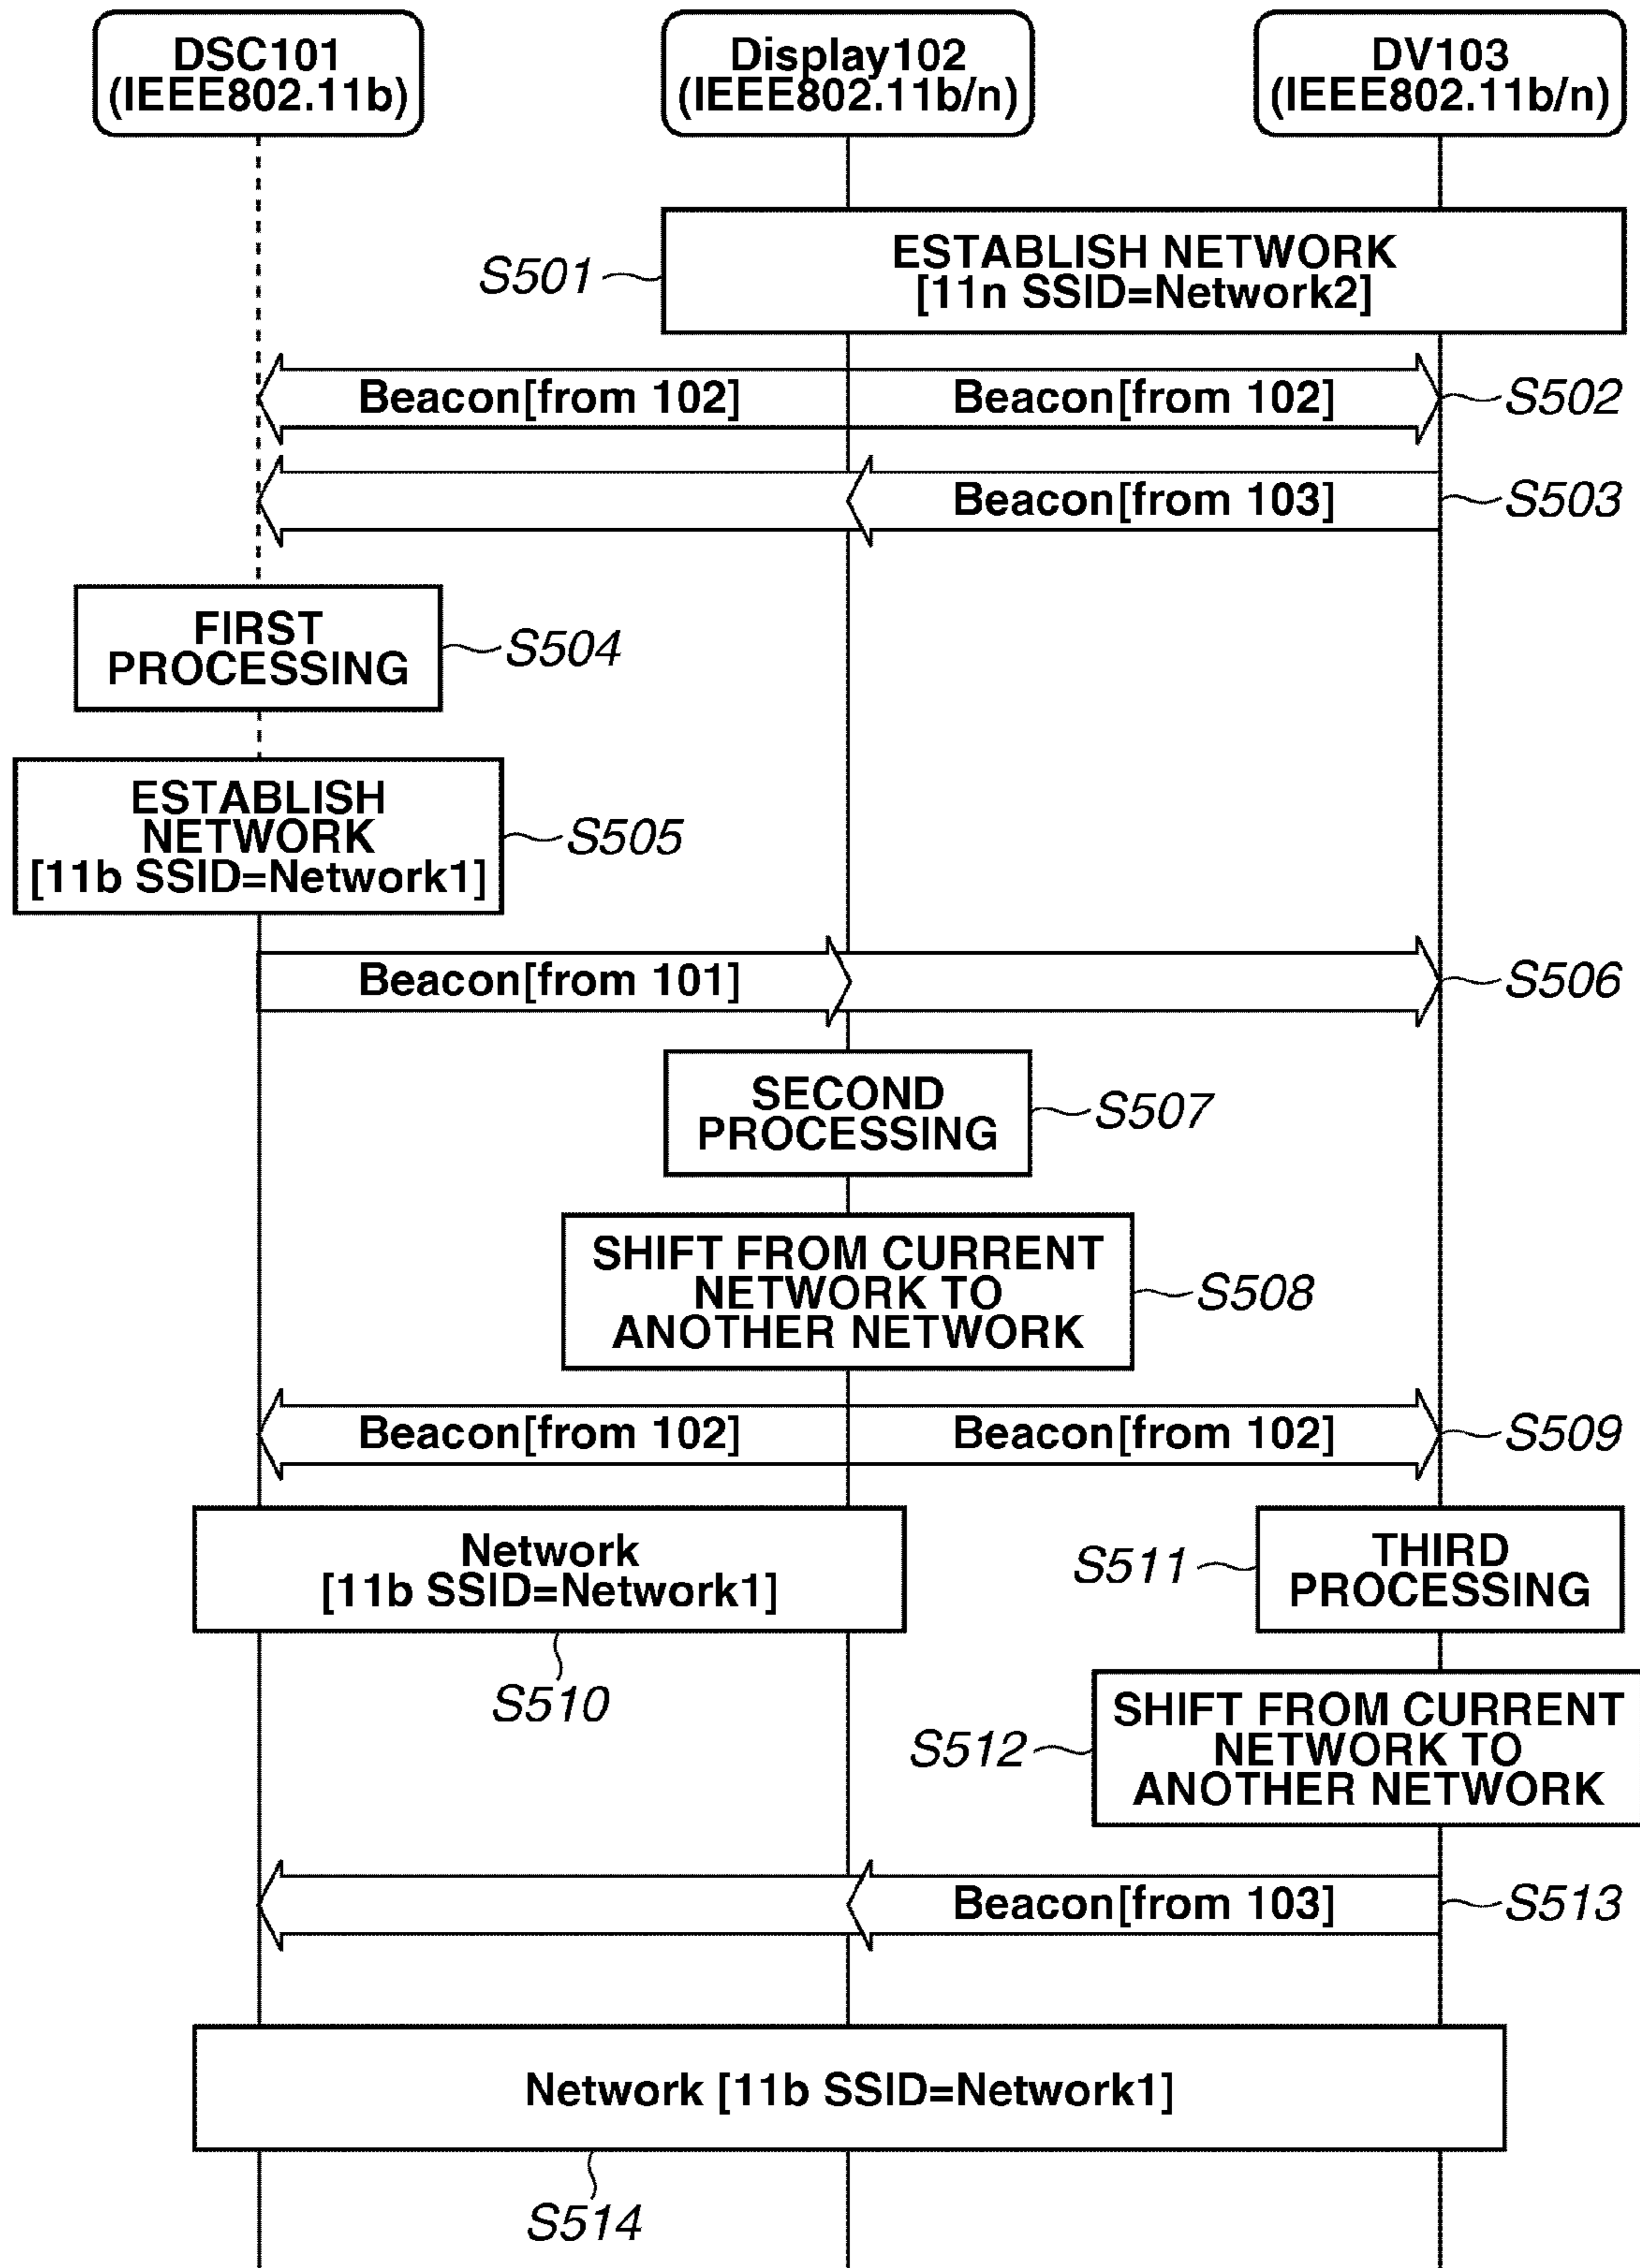 DSC101
(IEEE802.11b)
Display102
(IEEE802.11b/n)
DV103
(IEEE802.11b/n)
ESTABLISH NETWORK
[11n SSID=Network2]
S501
Beacon[from 102]
Beacon[from 102]
S502
Beacon[from 103]
S503
FIRST
PROCESSING
S504
ESTABLISH
NETWORK
[11b SSID=Network1]
S505
Beacon[from 101]
S506
SECOND
PROCESSING
S507
SHIFT FROM CURRENT
NETWORK TO
ANOTHER NETWORK
S508
Beacon[from 102]
Beacon[from 102]
S509
Network
[11b SSID=Network1]
S510
S511
THIRD
PROCESSING
S512
SHIFT FROM CURRENT
NETWORK TO
ANOTHER NETWORK
Beacon[from 103]
S513
Network [11b SSID=Network1]
S514